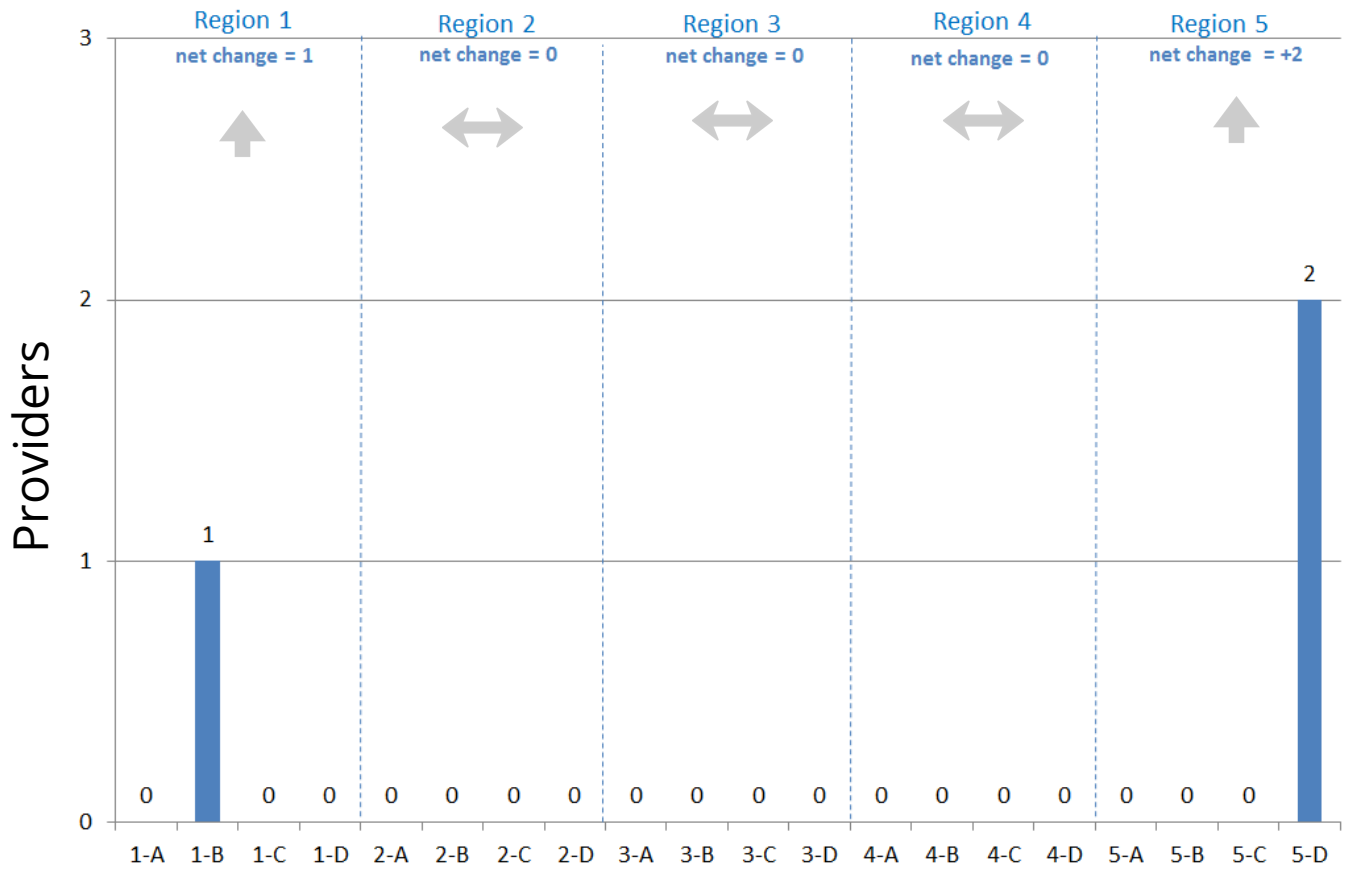 Region 1 Region 2 Region 3 Region 4 Region 5
net change = 1 net change = 0 net change = 0 net change = 0 net change = +2
3
2
1
0
Providers
2
1
0 0 0 0 0 0 0 0 0 0 0 0 0 0 0 0 0 0
1-A 1-B 1-C 1-D 2-A 2-B 2-C 2-D 3-A 3-B 3-C 3-D 4-A 4-B 4-C 4-D 5-A 5-B 5-C 5-D